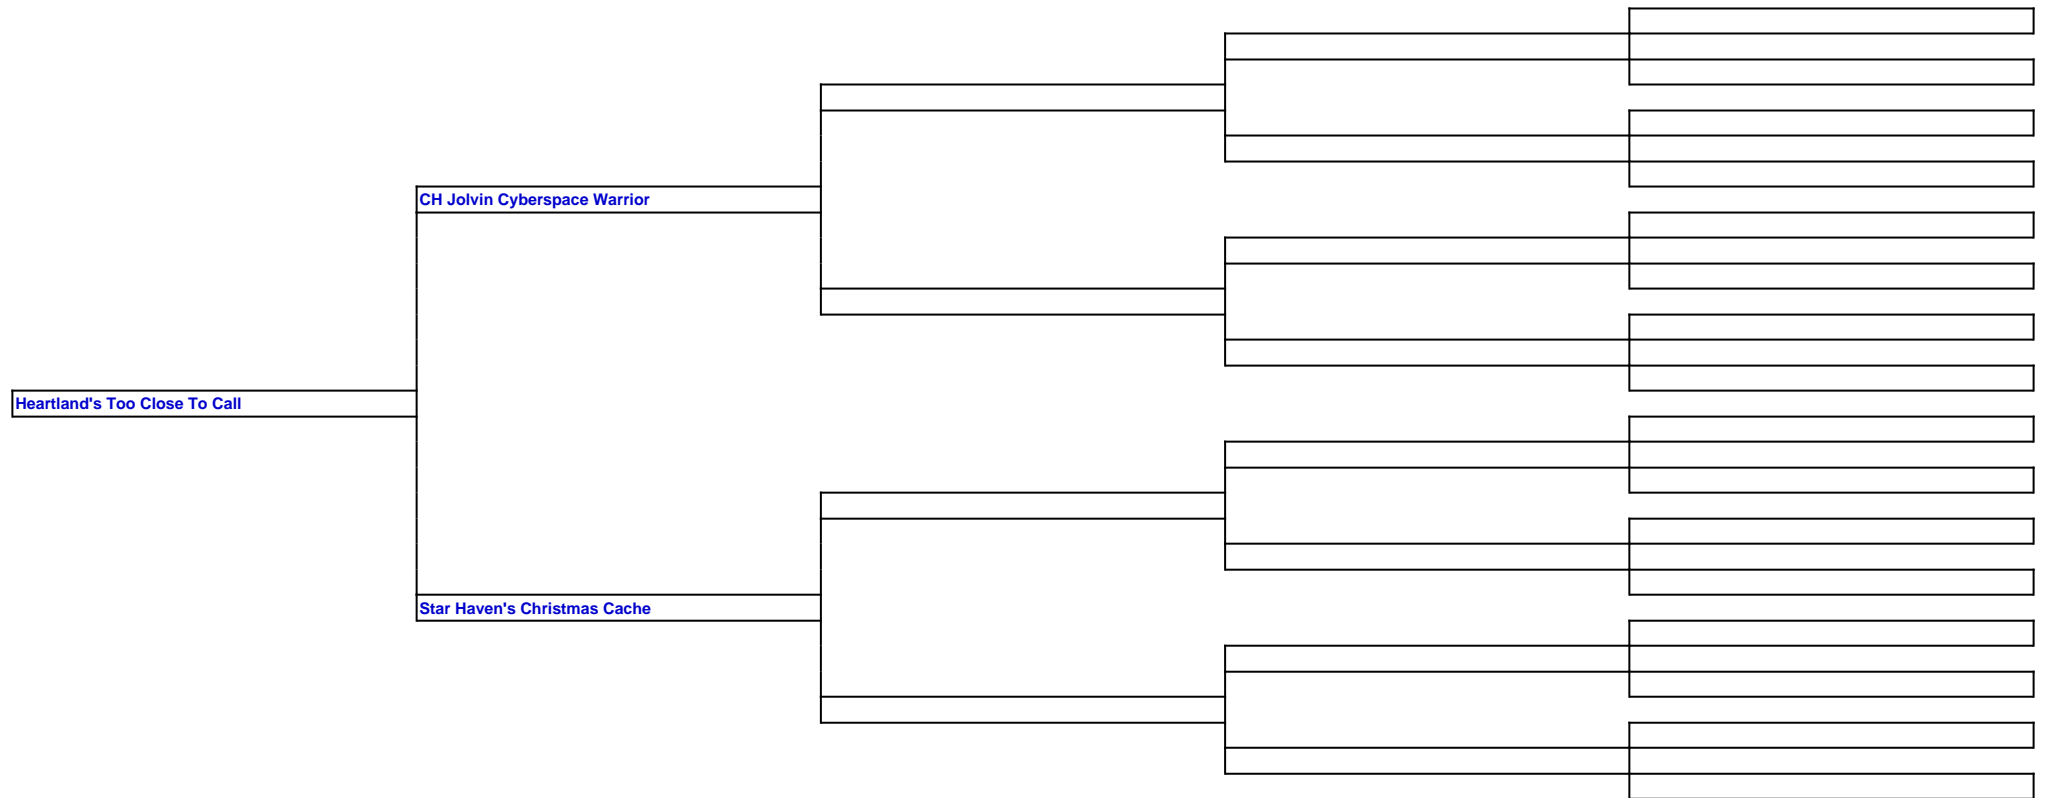 CH Jolvin Cyberspace Warrior
Heartland's Too Close To Call
Star Haven's Christmas Cache